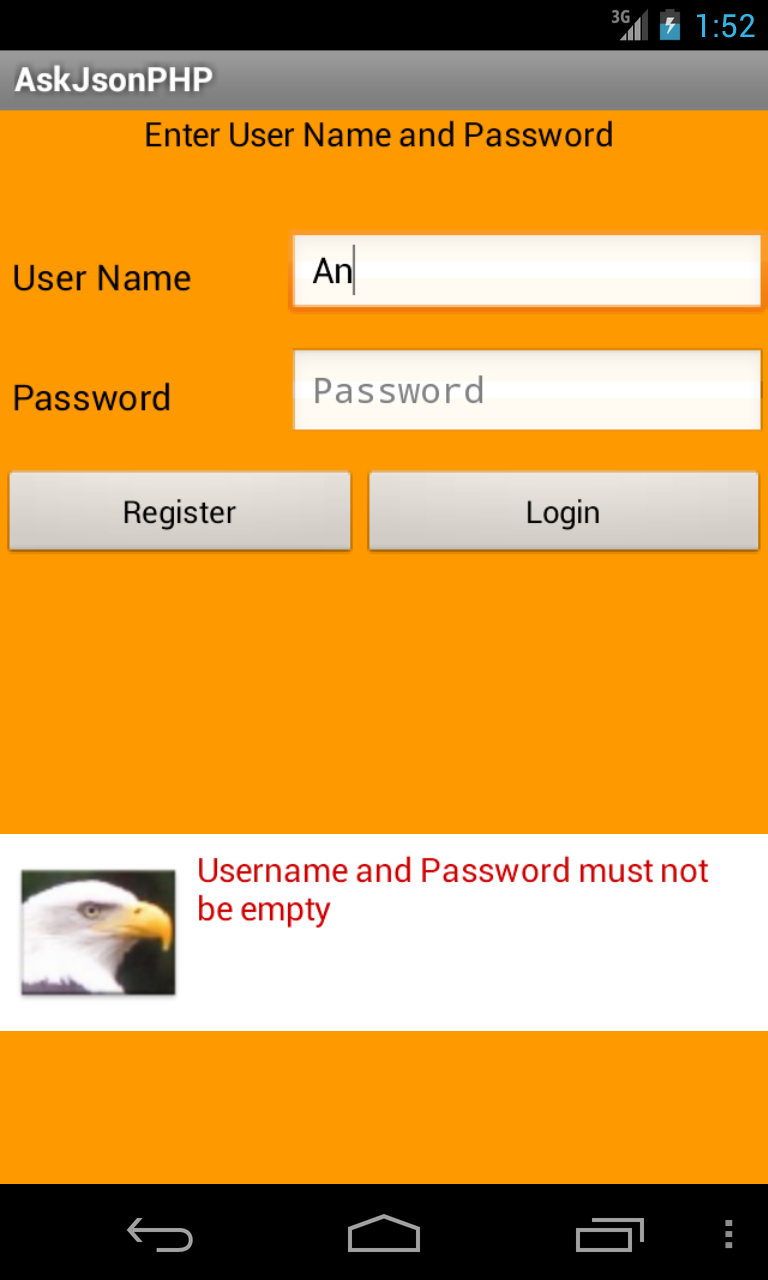 3G 1:52
AskJsonPHP
Enter User Name and Password
User Name An
Password Password
Register Login
Username and Password must not
be empty